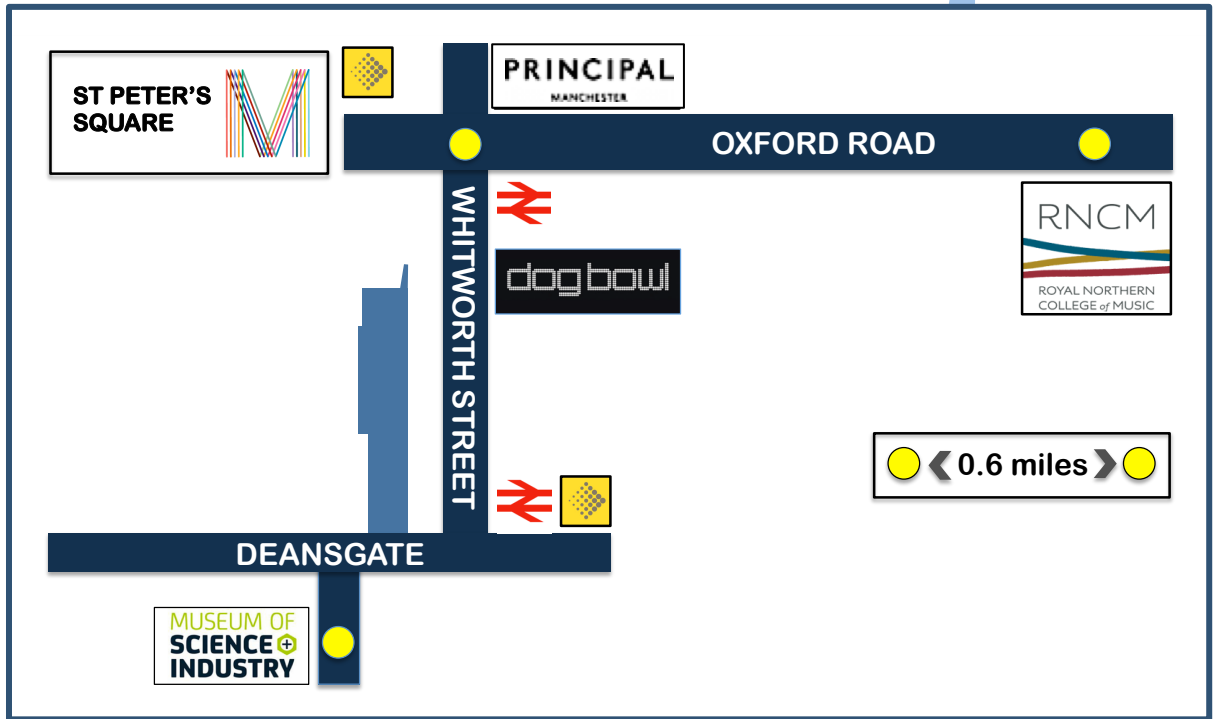 ST PETER'S
SQUARE
PRINCIPAL
MANCHESTER
OXFORD ROAD
WHITWORTH STREET
dog bowl
RNCM
ROYAL NORTHERN
COLLEGE of MUSIC
0.6 miles
DEANSGATE
MUSEUM OF
SCIENCE +
INDUSTRY